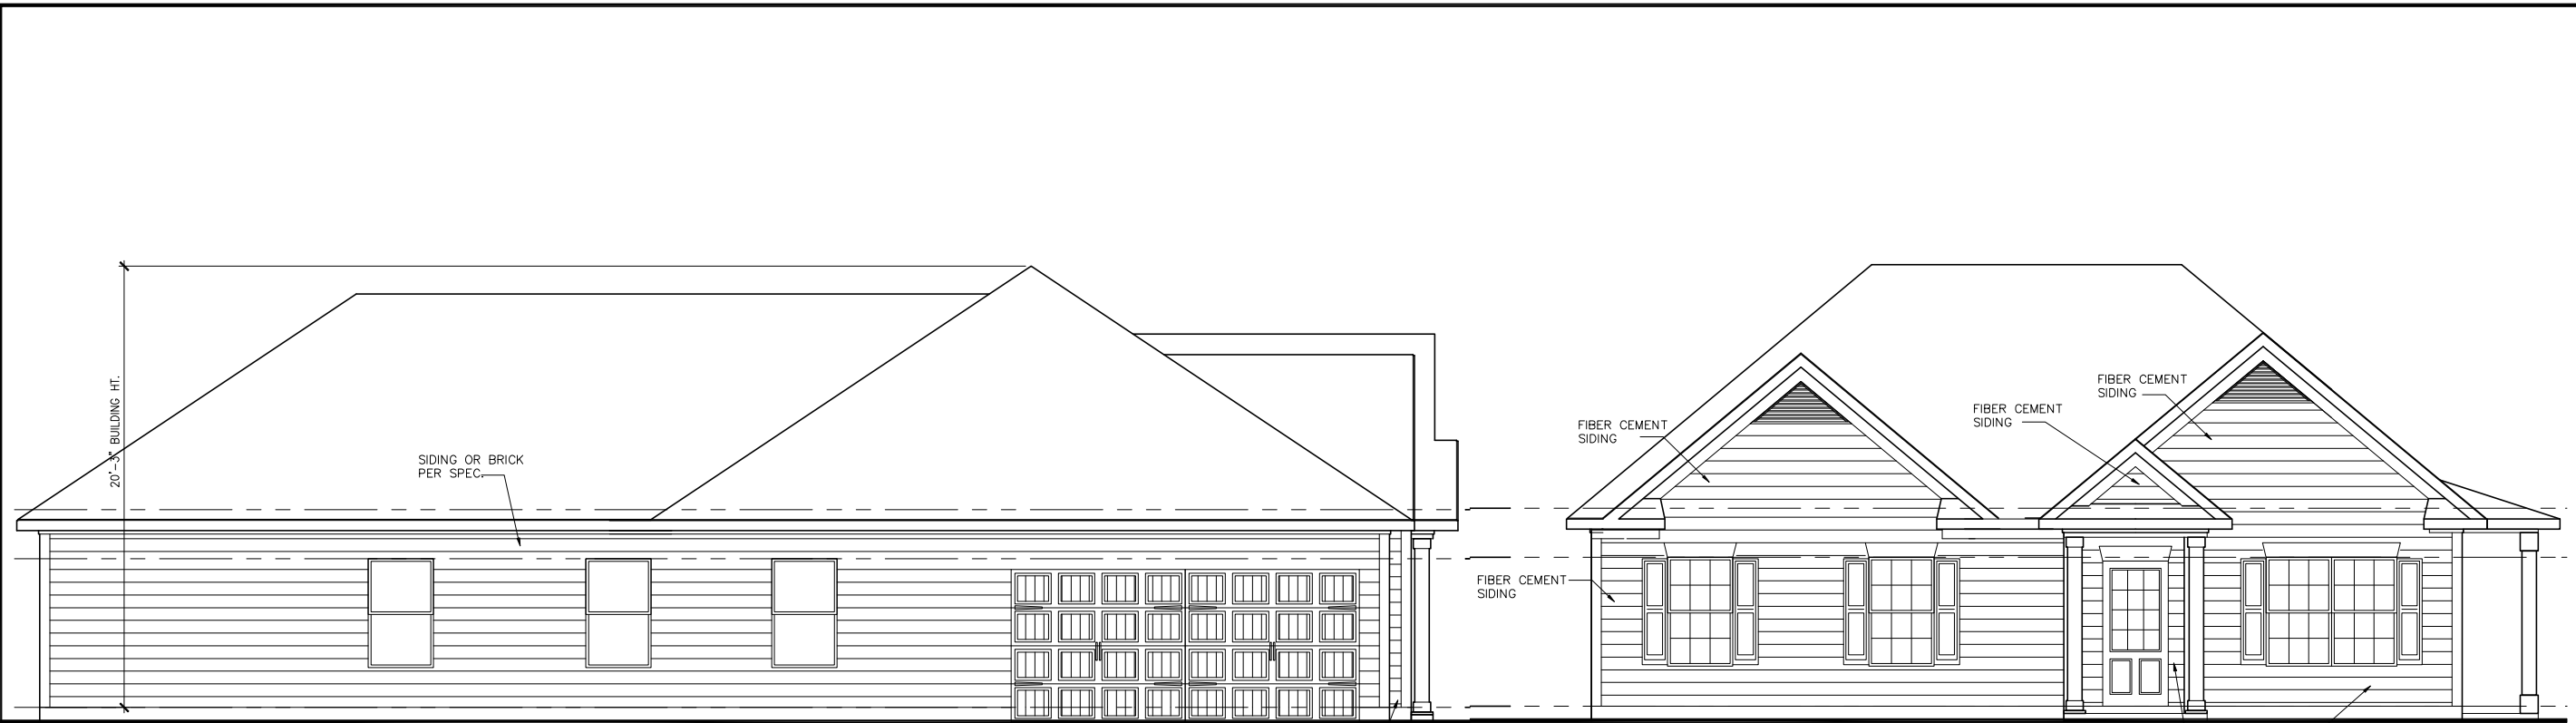 20'-3" BUILDING HT.
SIDING OR BRICK
PER SPEC.
FIBER CEMENT
SIDING
FIBER CEMENT
SIDING
FIBER CEMENT
SIDING
FIBER CEMENT
SIDING